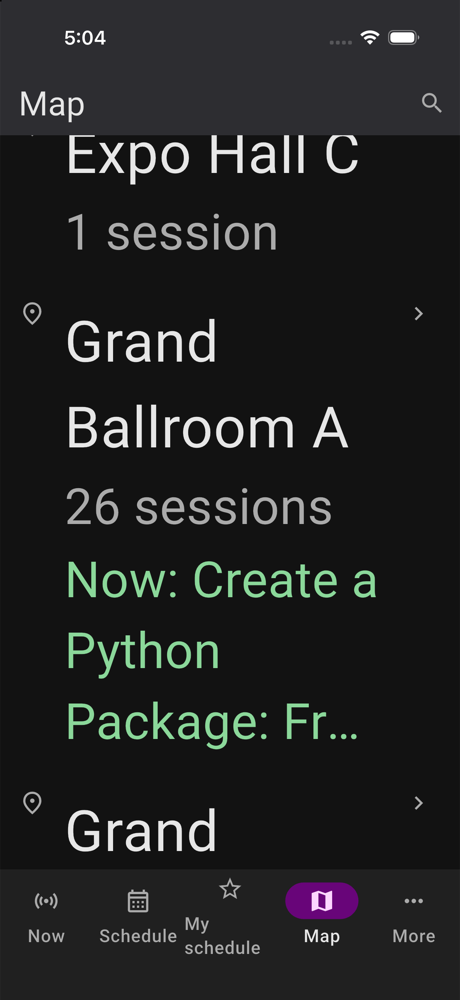 5:04
Map
Expo Hall C
1 session
Grand
Ballroom A
26 sessions
Now: Create a
Python
Package: Fr...
Grand
Now
Schedule
My
schedule
Map
More